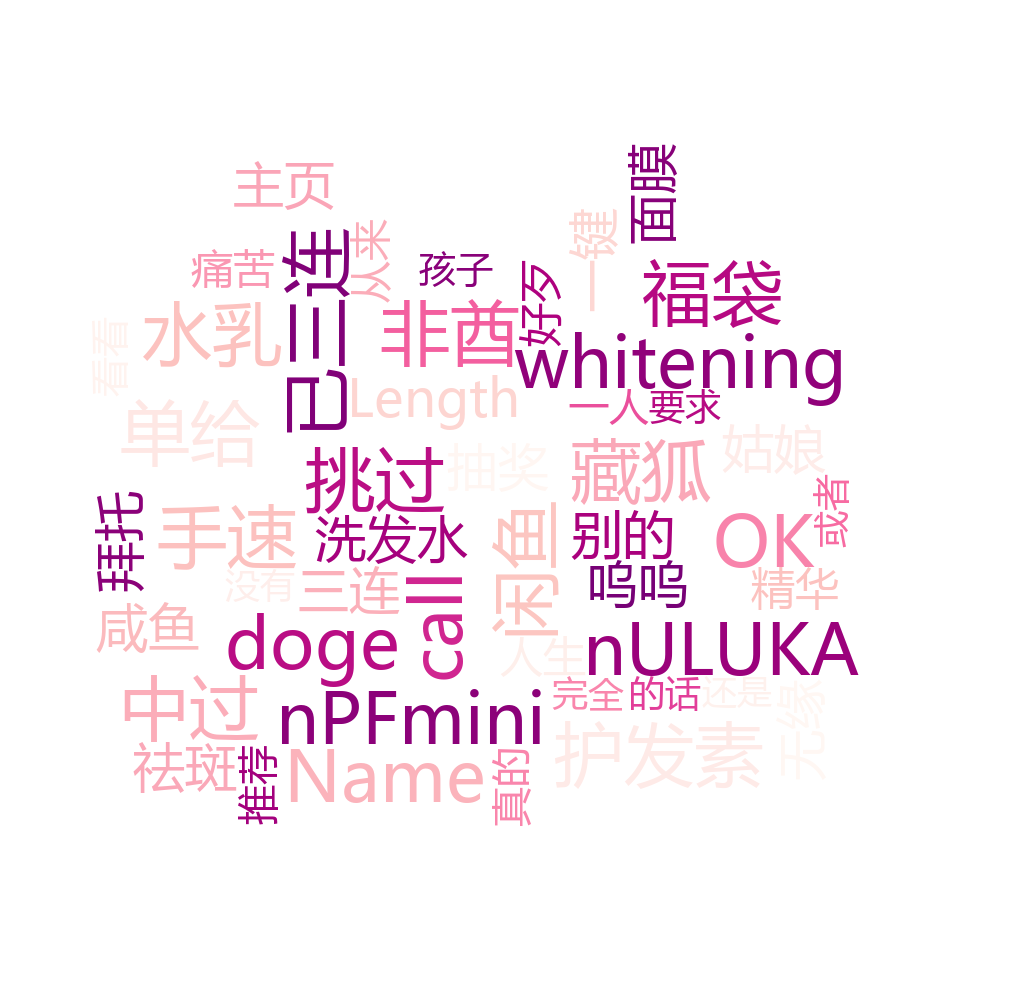 面膜
主页
一键
从来
已三连
痛苦
孩子
好歹
福袋
水乳
非酋
看看
whitening
Length
一人
要求
单给
抽奖
藏狐
姑娘
挑过
手速
洗发水
闲鱼
别的
OK
或者
拜托
没有
三连
call
呜呜
精华
咸鱼
doge
人生
nULUKA
中过
nPFmini
完全
的话
还是
无缘
祛斑
推荐
Name
真的
护发素